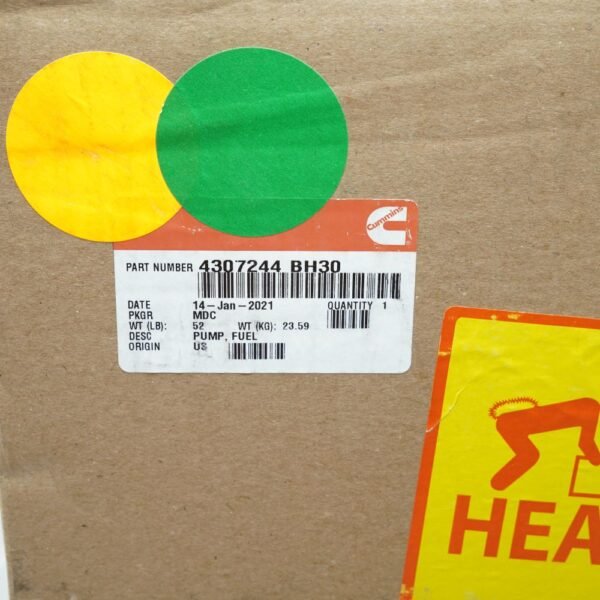 Cummins
PART NUMBER 4307244 BH30
DATE 14-Jan-2021 QUANTITY 1
PKGR MDC
WT (LB): 52 WT (KG): 23.59
DESC PUMP, FUEL
ORIGIN US
HEA